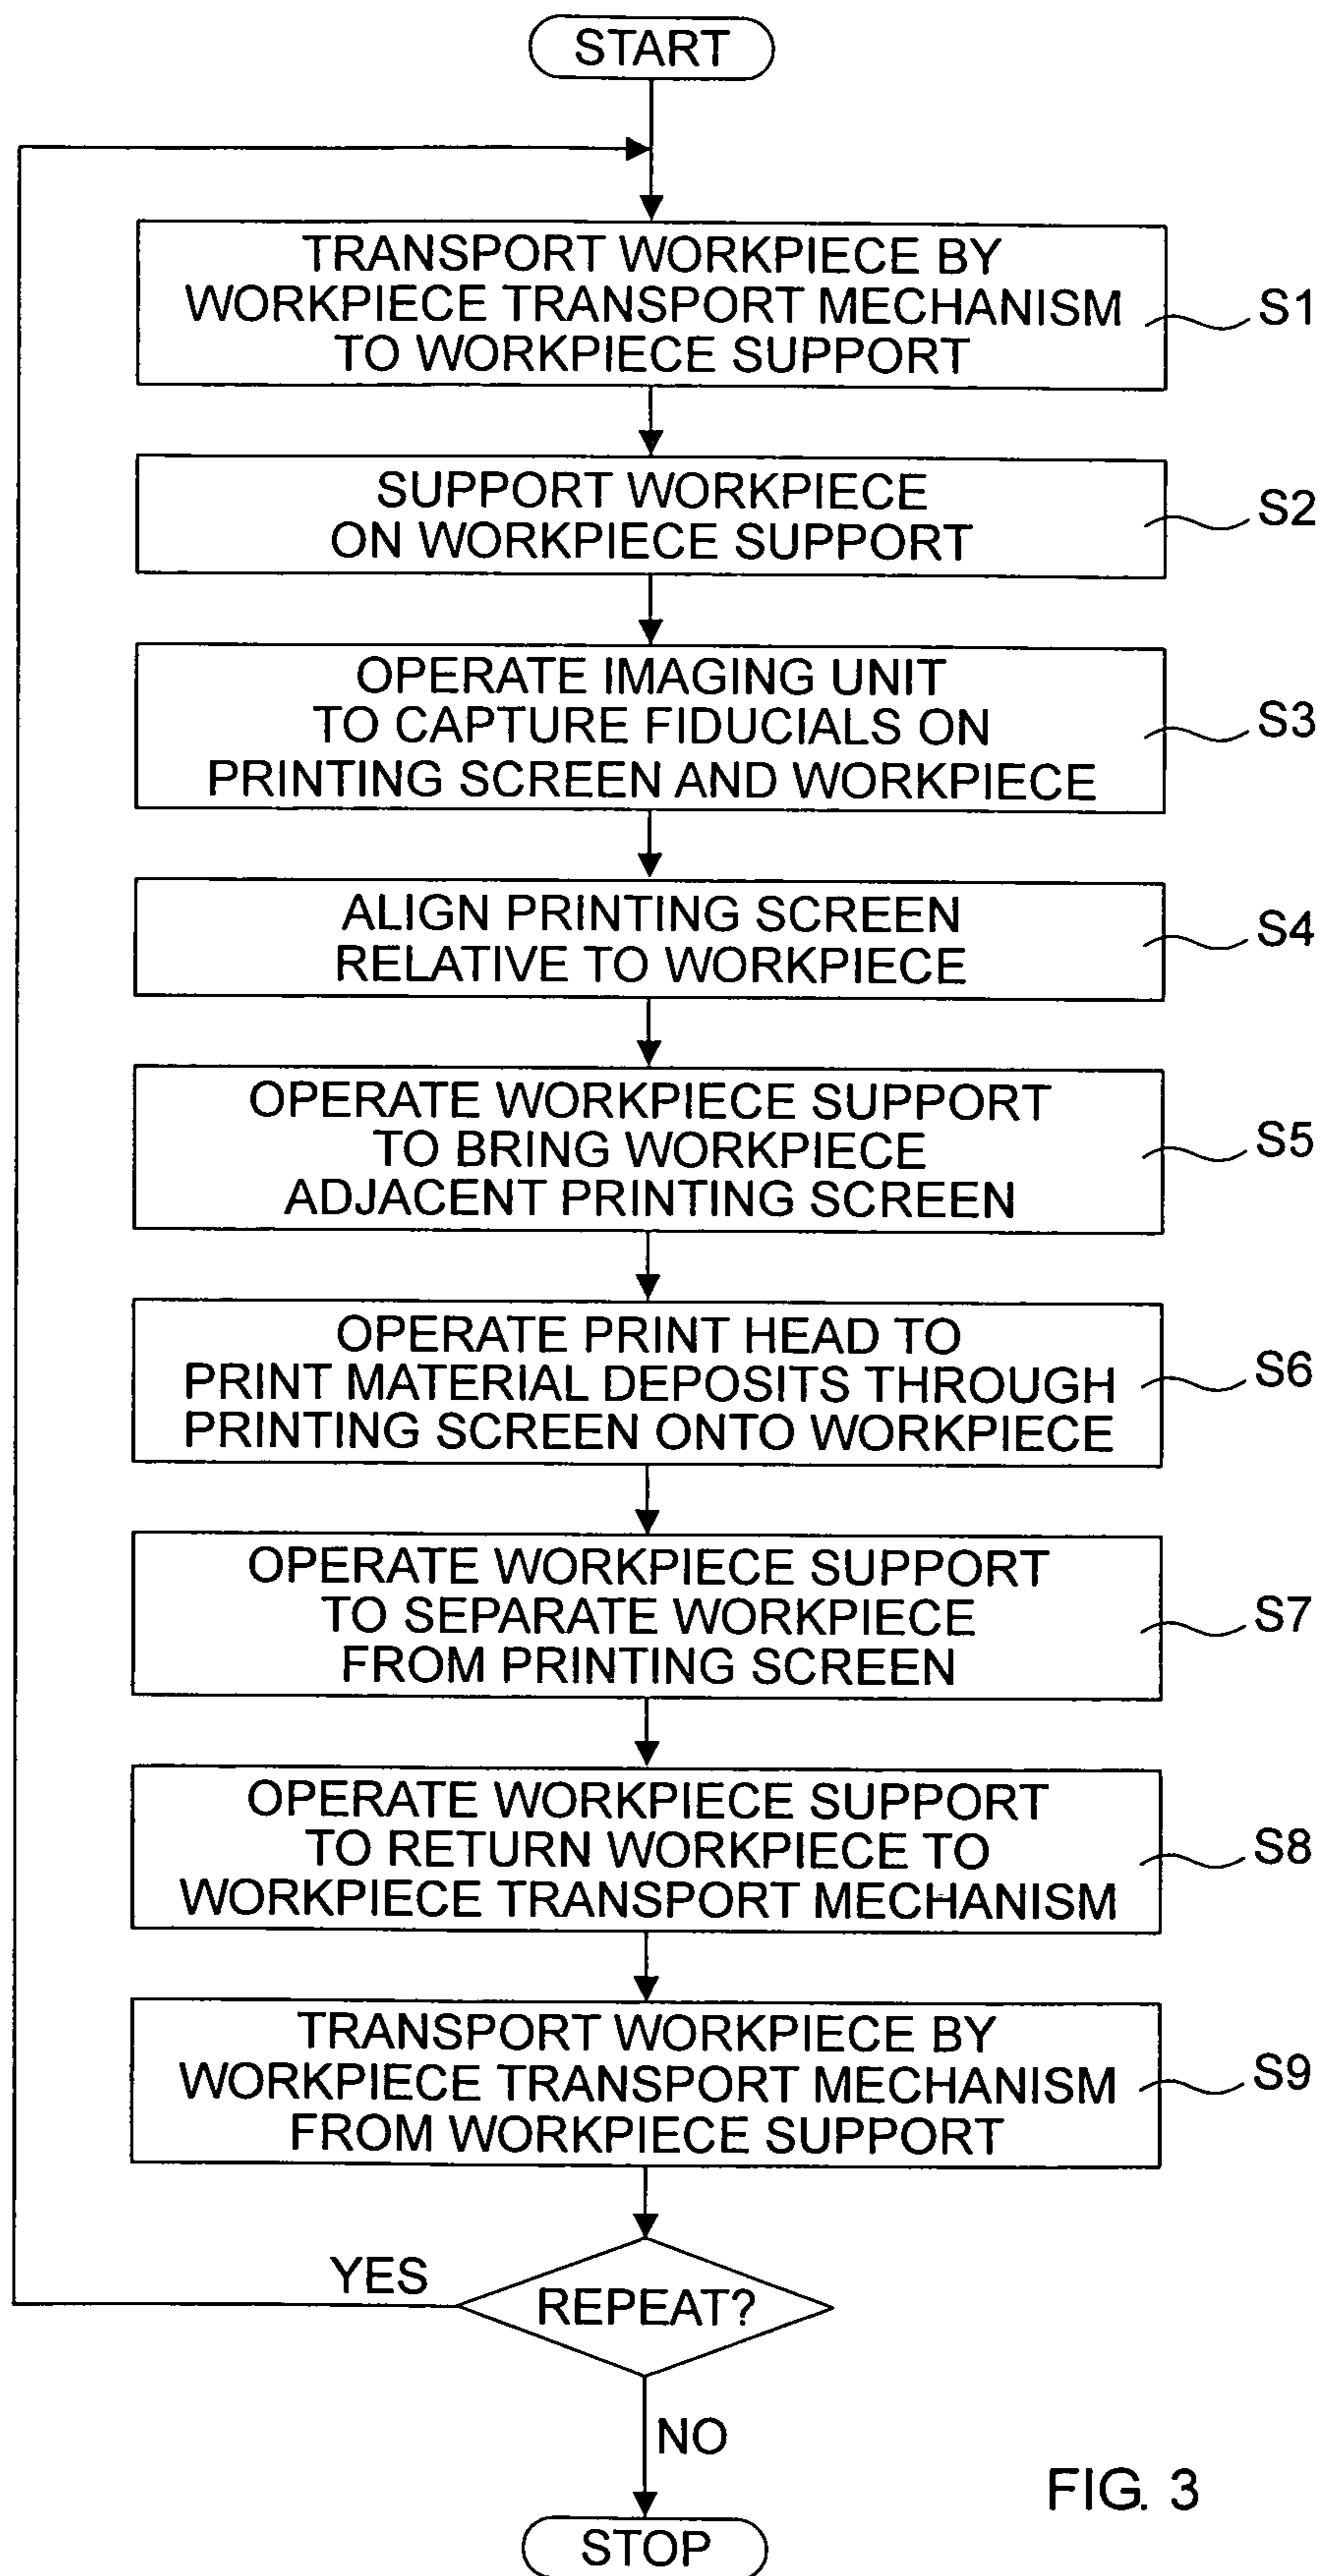 START
TRANSPORT WORKPIECE BY
WORKPIECE TRANSPORT MECHANISM
TO WORKPIECE SUPPORT
S1
SUPPORT WORKPIECE
ON WORKPIECE SUPPORT
S2
OPERATE IMAGING UNIT
TO CAPTURE FIDUCIALS ON
PRINTING SCREEN AND WORKPIECE
S3
ALIGN PRINTING SCREEN
RELATIVE TO WORKPIECE
S4
OPERATE WORKPIECE SUPPORT
TO BRING WORKPIECE
ADJACENT PRINTING SCREEN
S5
OPERATE PRINT HEAD TO
PRINT MATERIAL DEPOSITS THROUGH
PRINTING SCREEN ONTO WORKPIECE
S6
OPERATE WORKPIECE SUPPORT
TO SEPARATE WORKPIECE
FROM PRINTING SCREEN
S7
OPERATE WORKPIECE SUPPORT
TO RETURN WORKPIECE TO
WORKPIECE TRANSPORT MECHANISM
S8
TRANSPORT WORKPIECE BY
WORKPIECE TRANSPORT MECHANISM
FROM WORKPIECE SUPPORT
S9
YES
REPEAT?
NO
FIG. 3
STOP